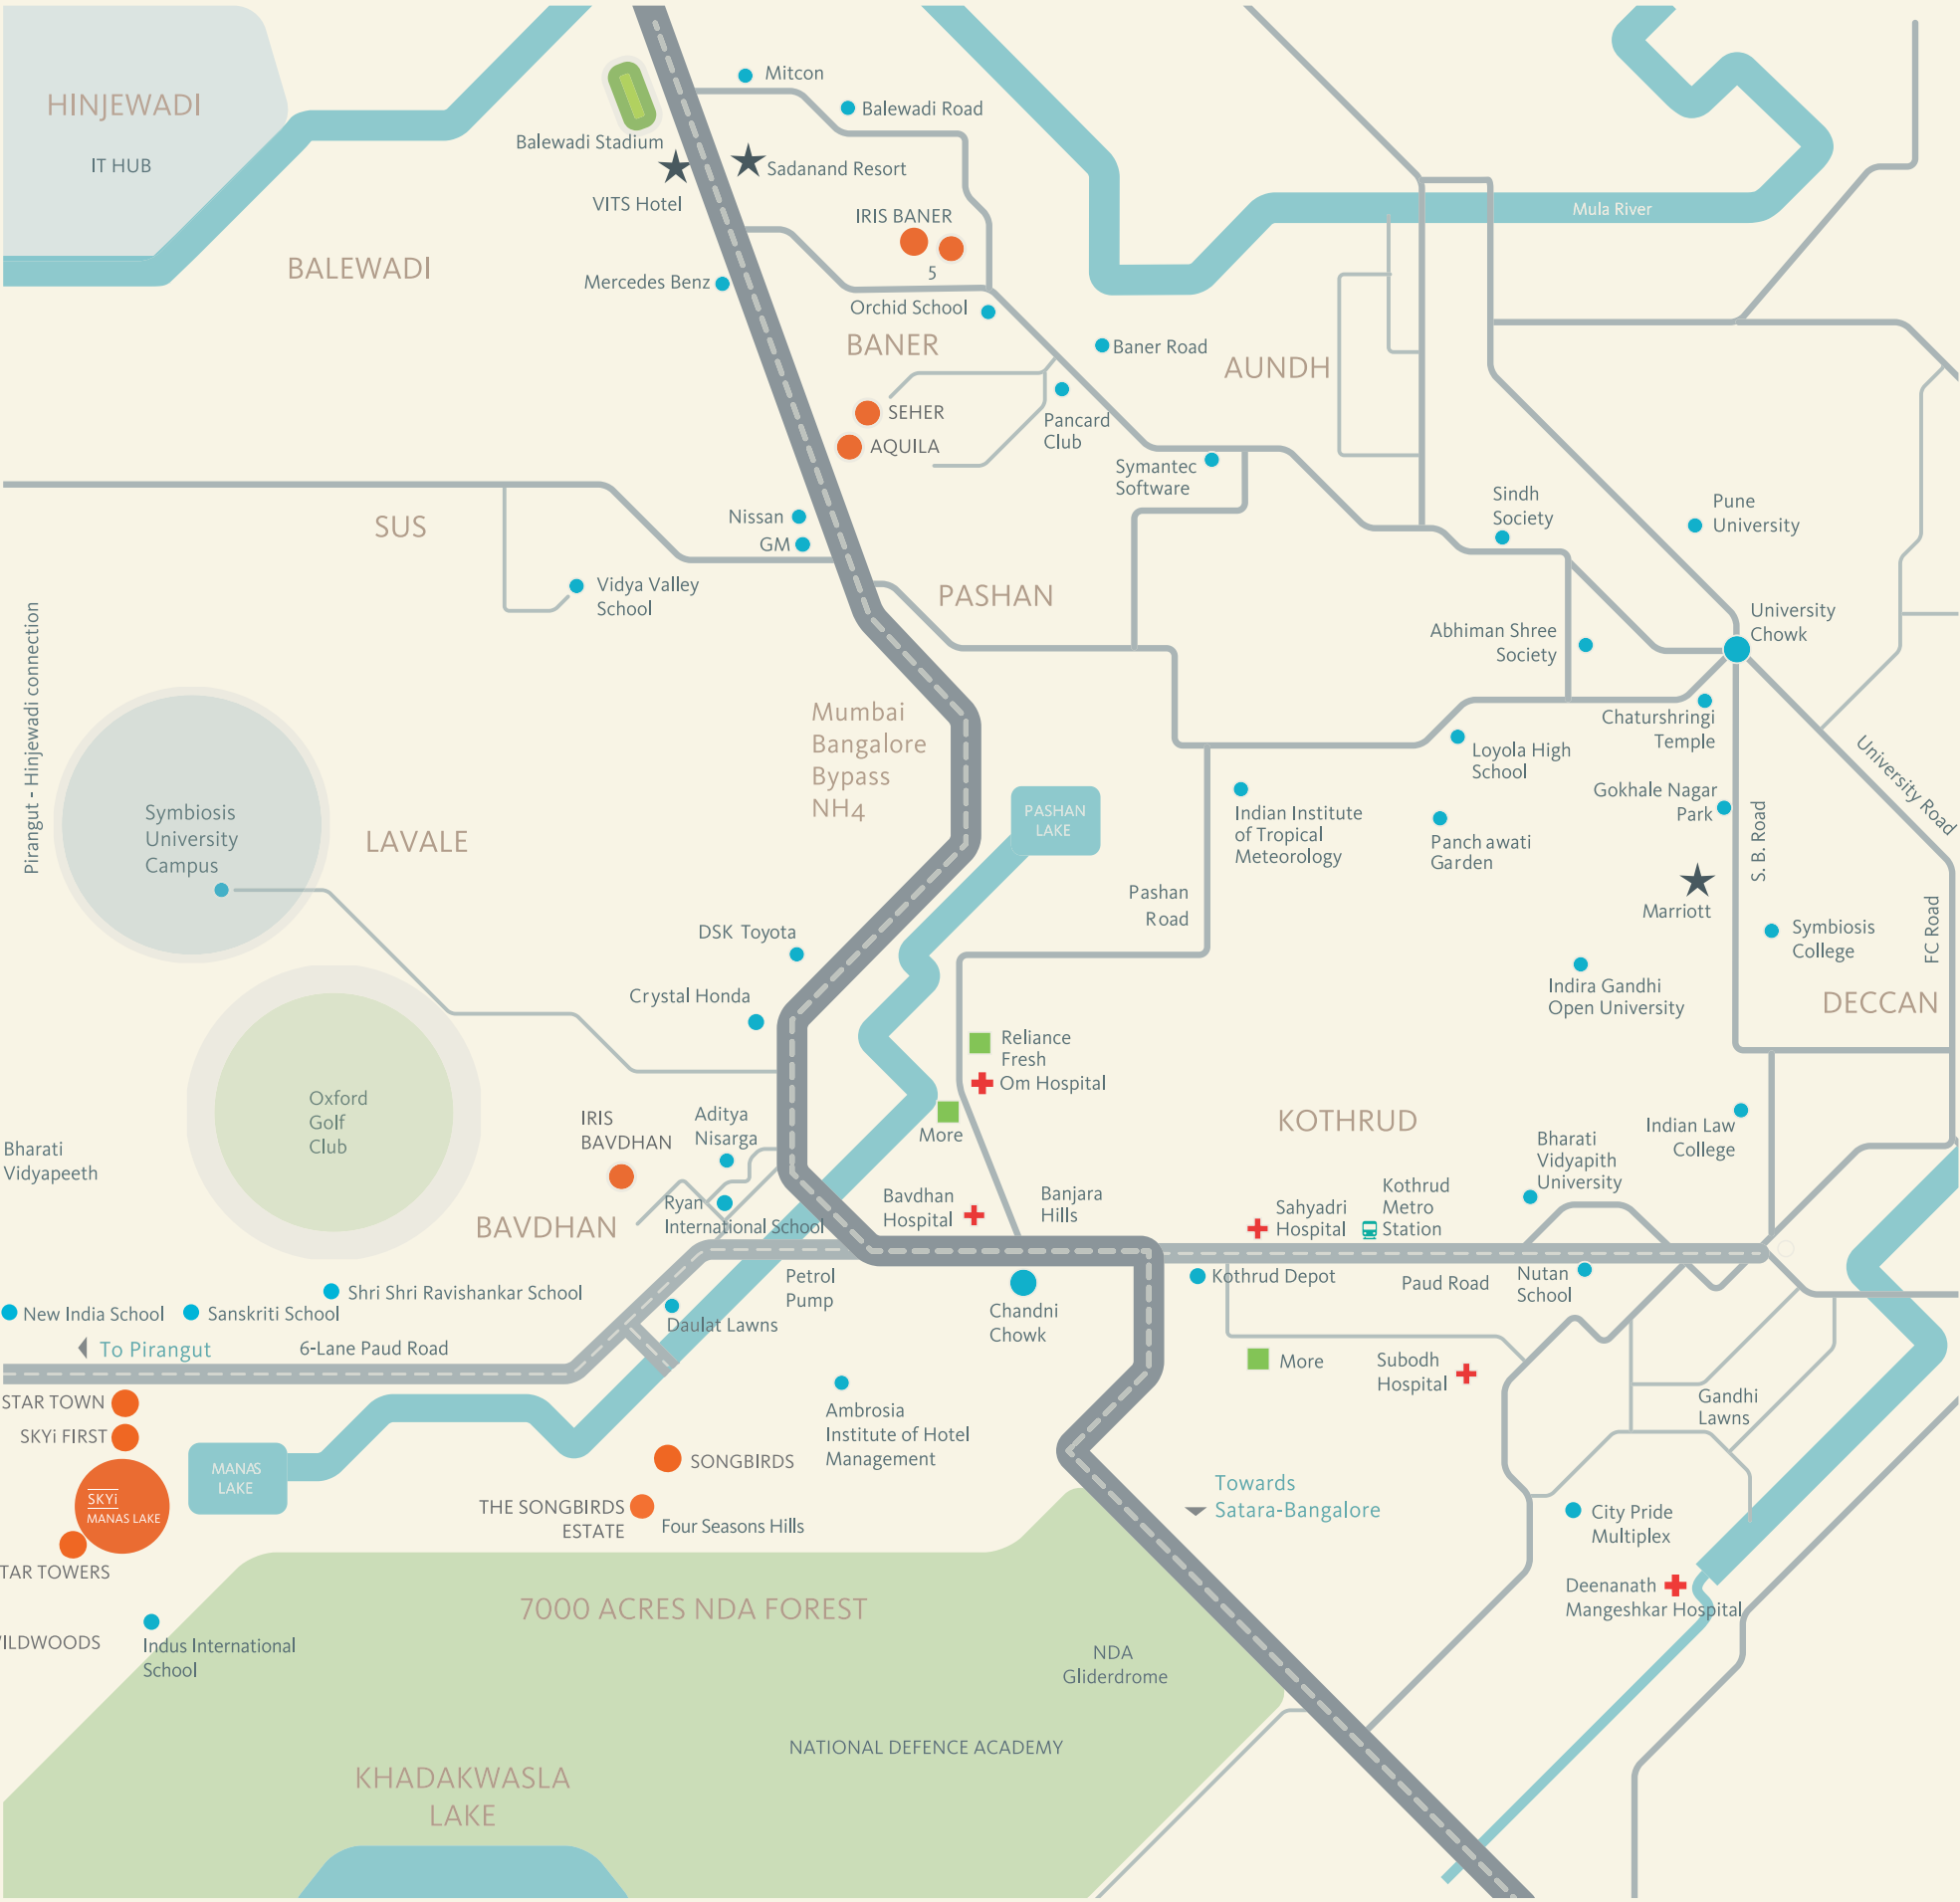 HINJEWADI
IT HUB
Mitcon
Balewadi Road
Balewadi Stadium
Sadanand Resort
VITS Hotel
IRIS BANER
5
Mula River
BALEWADI
Mercedes Benz
Orchid School
BANER
Baner Road
AUNDH
SEHER
AQUILA
Pancard
Club
Symantec
Software
Sindh
Society
Pune
University
SUS
Nissan
GM
Vidya Valley
School
PASHAN
Abhiman Shree
Society
University
Chowk
Pirangut - Hinjewadi connection
Mumbai
Bangalore
Bypass
NH4
Chaturshringi
Temple
Loyola High
School
University Road
Symbiosis
University
Campus
LAVALE
PASHAN
LAKE
Indian Institute
of Tropical
Meteorology
Panch awati
Garden
Gokhale Nagar
Park
S. B. Road
Pashan
Road
Marriott
Symbiosis
College
FC Road
DSK Toyota
Crystal Honda
Indira Gandhi
Open University
DECCAN
Reliance
Fresh
Om Hospital
More
Oxford
Golf
Club
IRIS
BAVDHAN
Aditya
Nisarga
KOTHRUD
Indian Law
College
Bharati
Vidyapeeth
Bharati
Vidyapith
University
Ryan
International School
BAVDHAN
Bavdhan
Hospital
Banjara
Hills
Sahyadri
Hospital
Kothrud
Metro
Station
Petrol
Pump
Kothrud Depot
Paud Road
Nutan
School
Shri Shri Ravishankar School
New India School
Sanskriti School
Daulat Lawns
Chandni
Chowk
To Pirangut
6-Lane Paud Road
More
Subodh
Hospital
Gandhi
Lawns
STAR TOWN
SKYi FIRST
Ambrosia
Institute of Hotel
Management
MANAS
LAKE
SONGBIRDS
SKYi
MANAS LAKE
THE SONGBIRDS
ESTATE
Four Seasons Hills
Towards
Satara-Bangalore
City Pride
Multiplex
TAR TOWERS
Deenanath
Mangeshkar Hospital
7000 ACRES NDA FOREST
ILDWOODS
Indus International
School
NDA
Gliderdrome
NATIONAL DEFENCE ACADEMY
KHADAKWASLA
LAKE